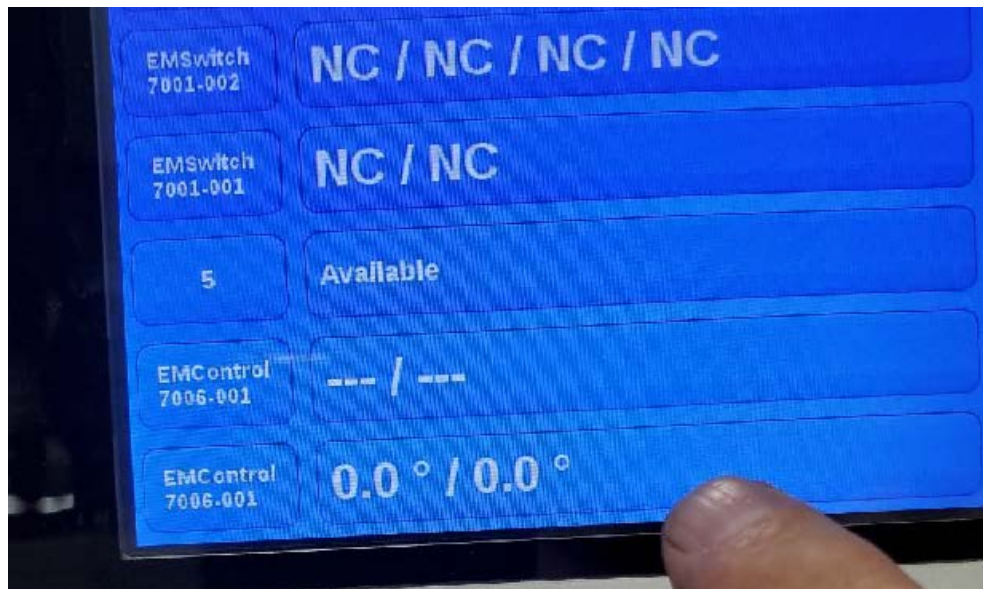 EMSwitch
7001-002
NC / NC / NC / NC
EMSwitch
7001-001
NC / NC
5
Available
EMControl
7006-001
--- / ---
EMControl
7006-001
0.0 ° / 0.0 °